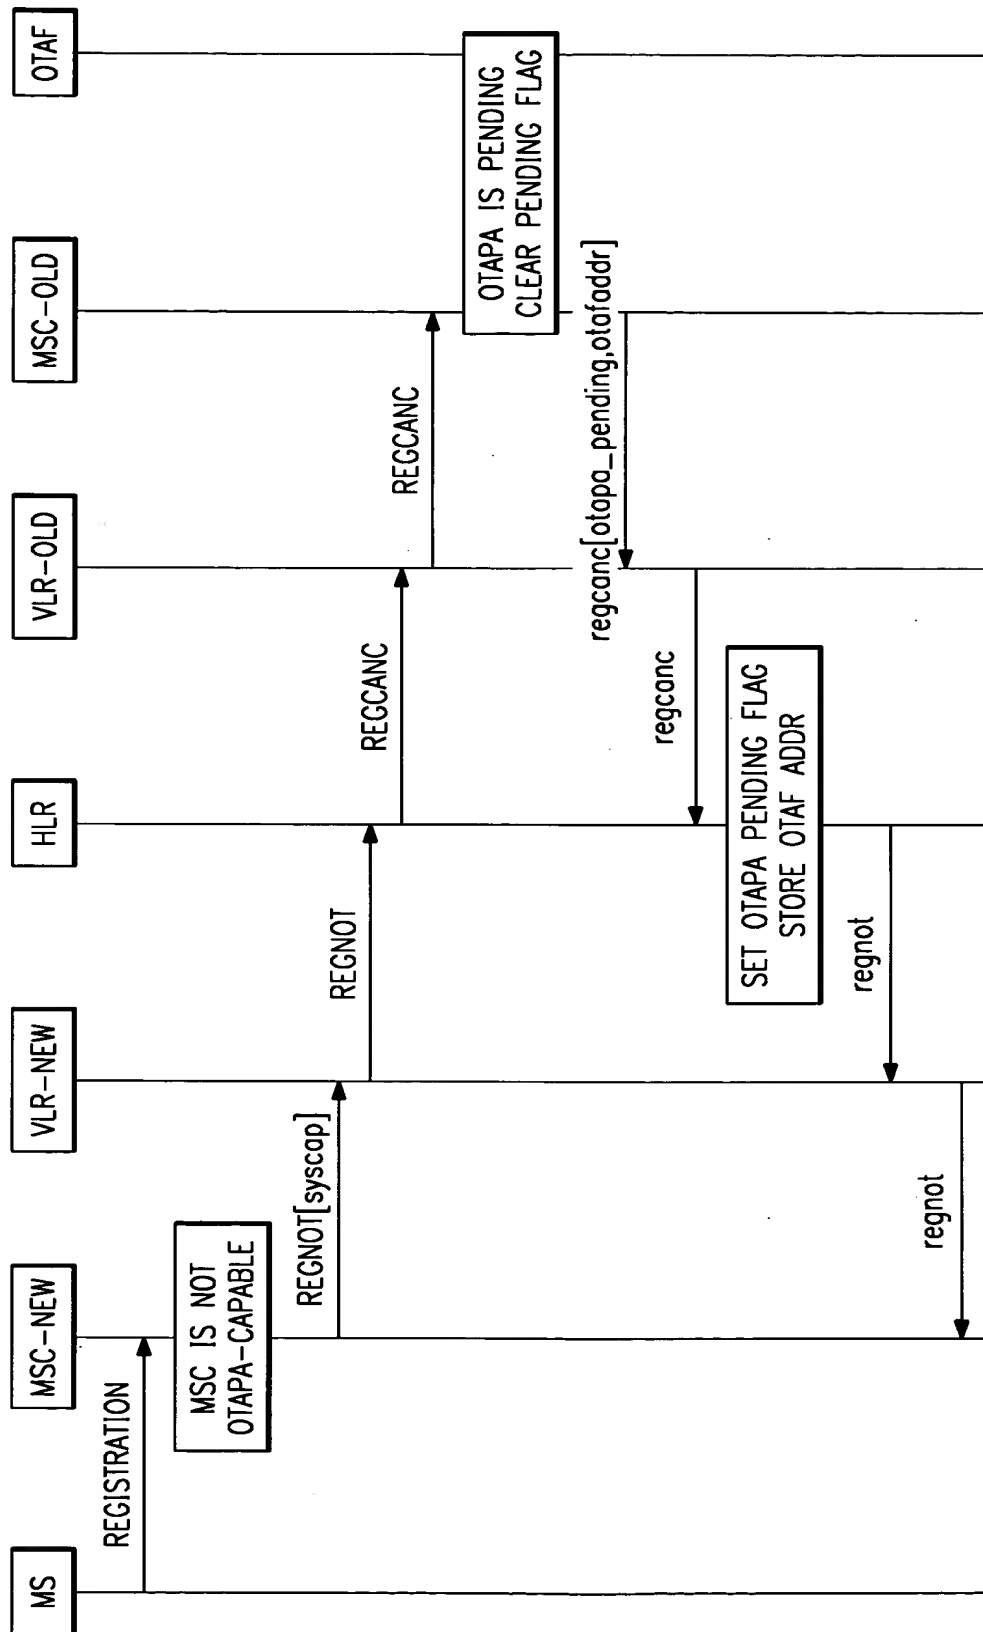 MS
MSC-NEW
VLR-NEW
HLR
VLR-OLD
MSC-OLD
OTAF
REGISTRATION
MSC IS NOT
OTAPA-CAPABLE
REGNOT[syscap]
REGNOT
REGCANC
REGCANC
OTAPA IS PENDING
CLEAR PENDING FLAG
regcanc[otapa_pending,otafaddr]
regcanc
SET OTAPA PENDING FLAG
STORE OTAF ADDR
regnot
regnot